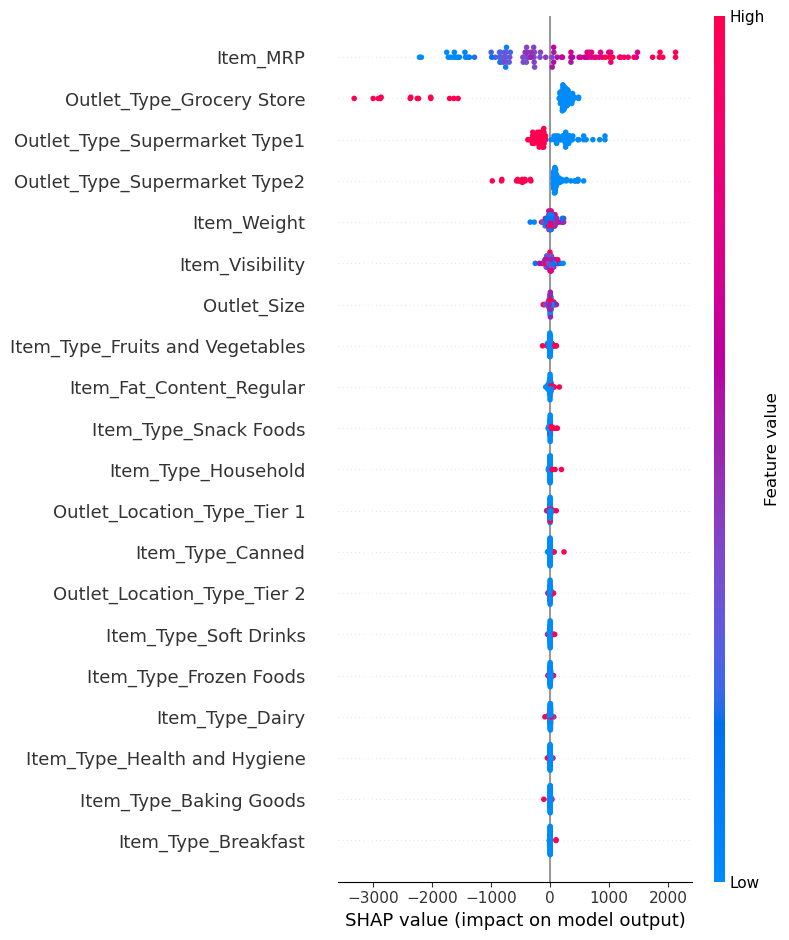 High
Item_MRP
Outlet_Type_Grocery Store
Outlet_Type_Supermarket Type1
Outlet_Type_Supermarket Type2
Item_Weight
Item_Visibility
Outlet_Size
Item_Type_Fruits and Vegetables
Item_Fat_Content_Regular
Item_Type_Snack Foods
Item_Type_Household
Outlet_Location_Type_Tier 1
Item_Type_Canned
Outlet_Location_Type_Tier 2
Item_Type_Soft Drinks
Item_Type_Frozen Foods
Item_Type_Dairy
Item_Type_Health and Hygiene
Item_Type_Baking Goods
Item_Type_Breakfast
Feature value
Low
−3000 −2000 −1000 0 1000 2000
SHAP value (impact on model output)